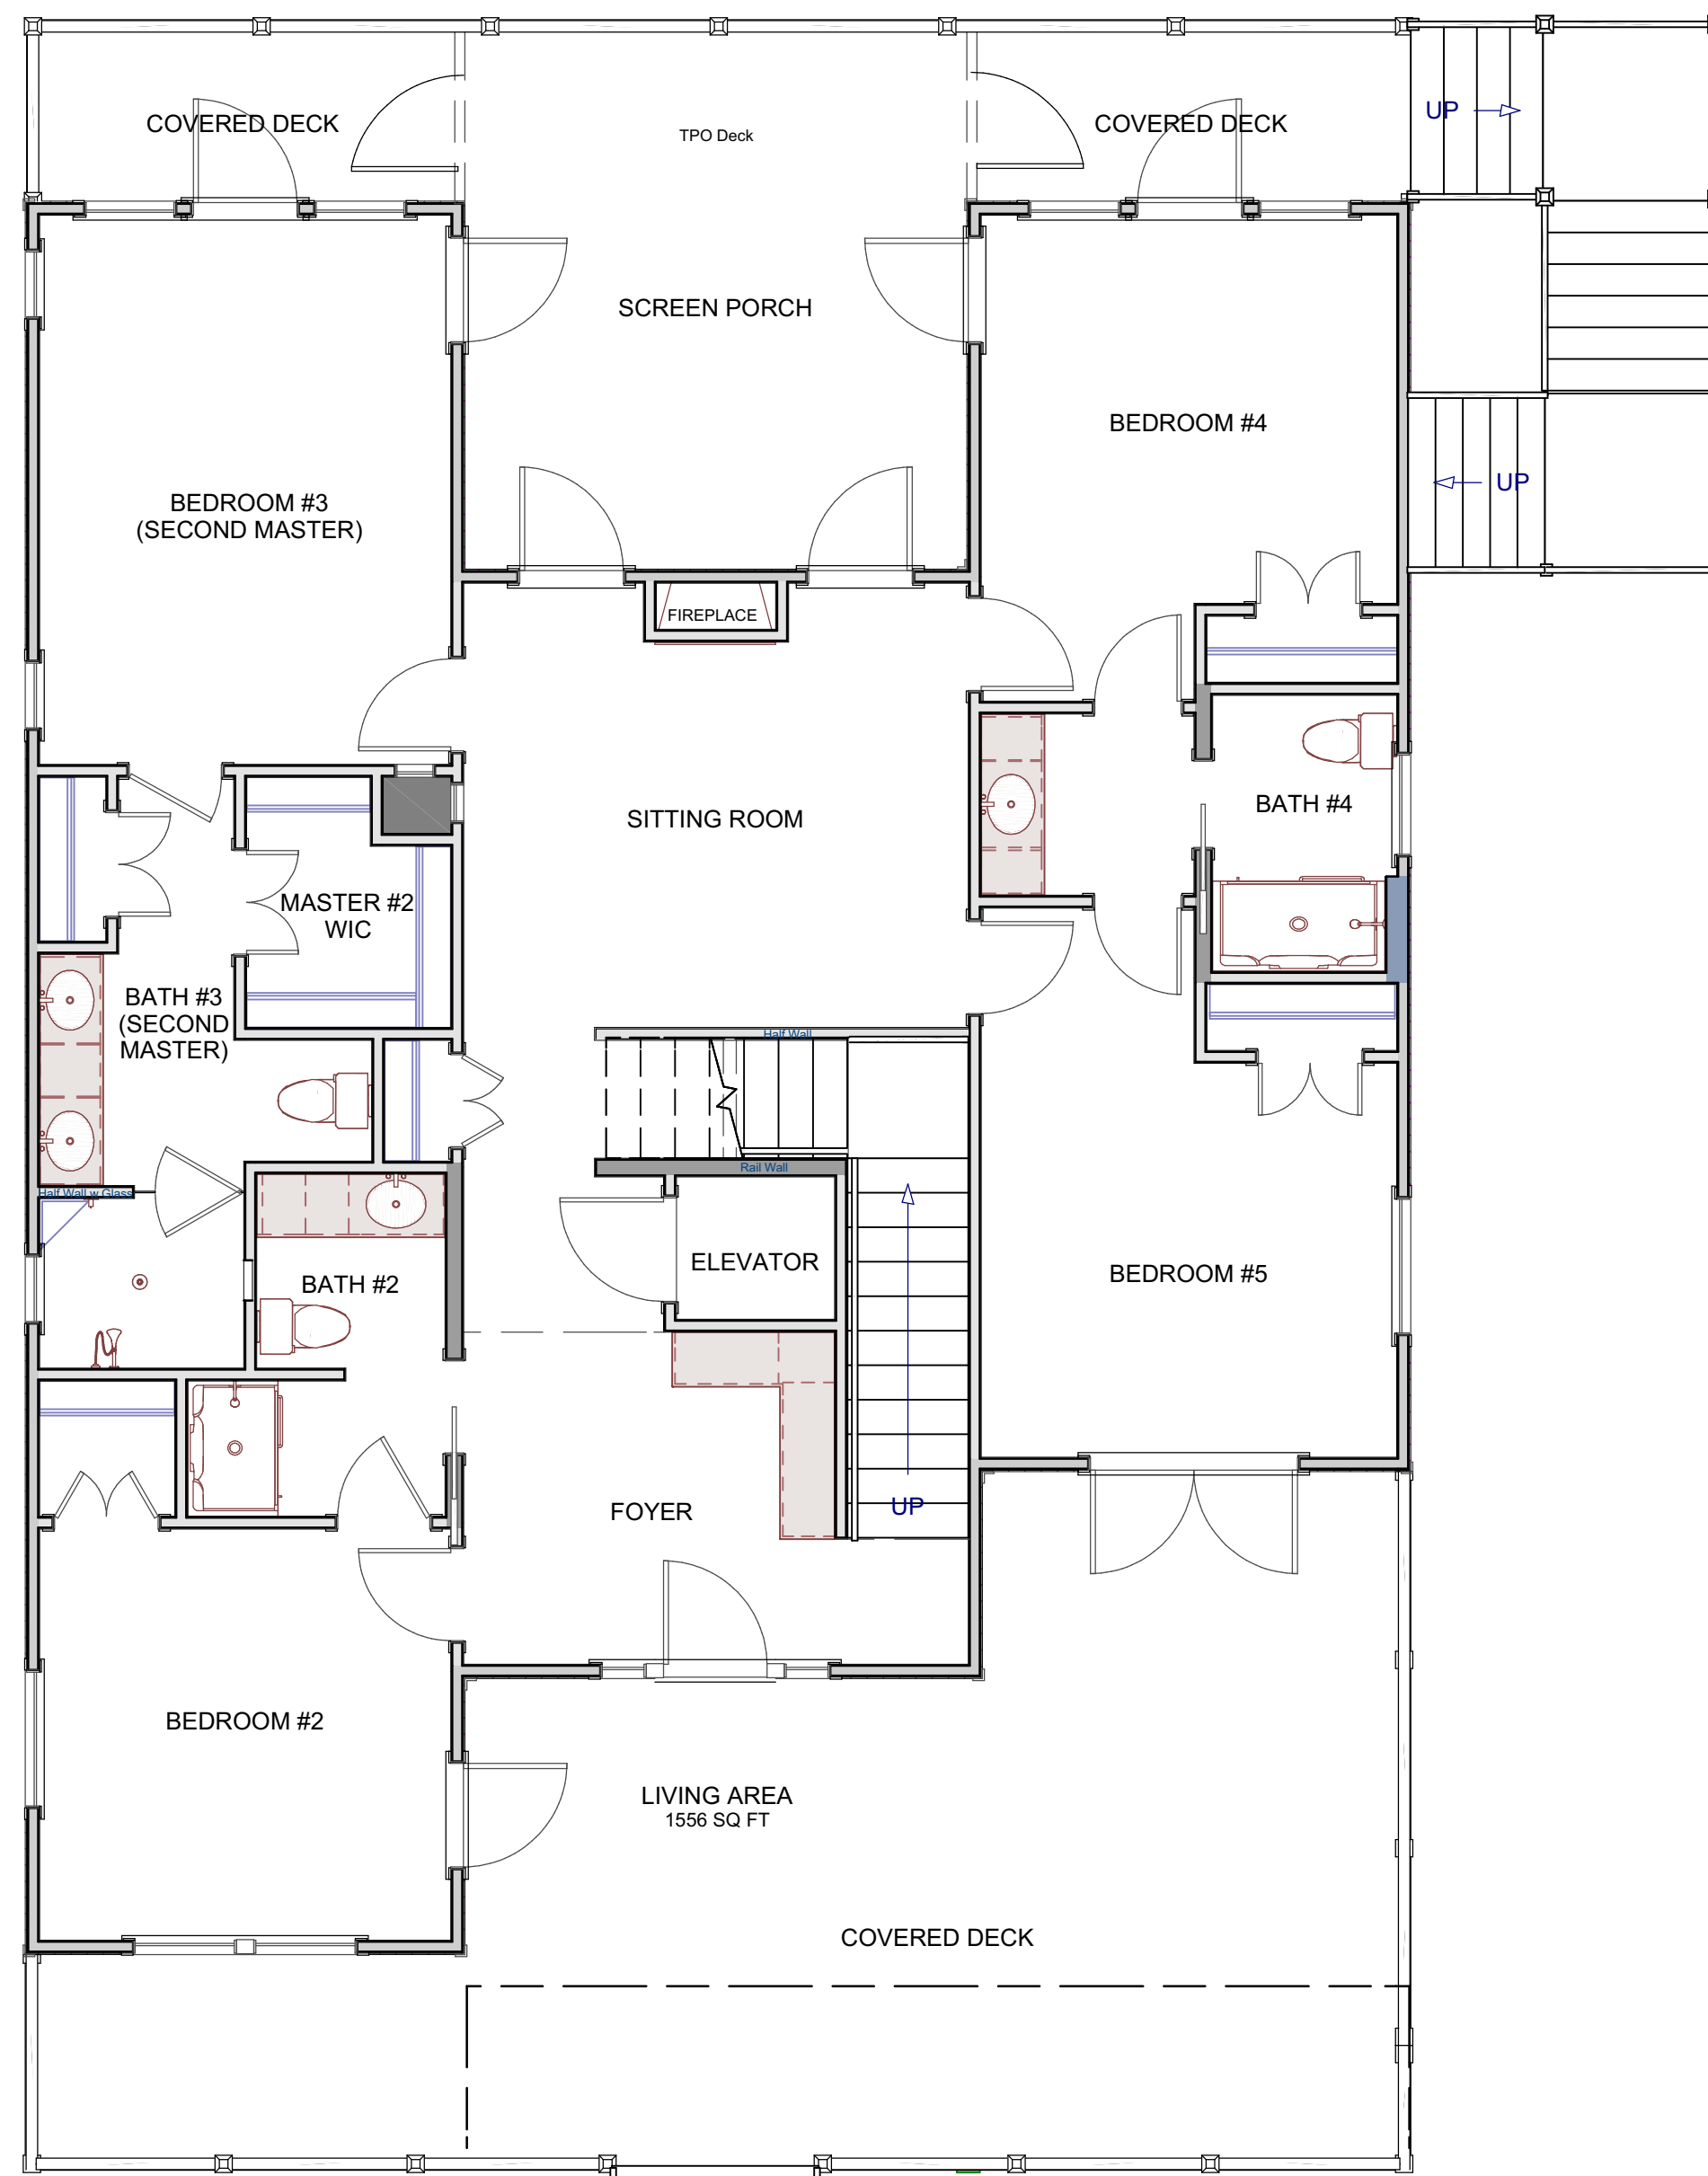 COVERED DECK
TPO Deck
COVERED DECK
UP
SCREEN PORCH
BEDROOM #4
UP
BEDROOM #3
(SECOND MASTER)
FIREPLACE
SITTING ROOM
BATH #4
MASTER #2
WIC
BATH #3
(SECOND
MASTER)
Half Wall
Rail Wall
Half Wall w Glass
ELEVATOR
BATH #2
BEDROOM #5
FOYER
UP
BEDROOM #2
LIVING AREA
1556 SQ FT
COVERED DECK